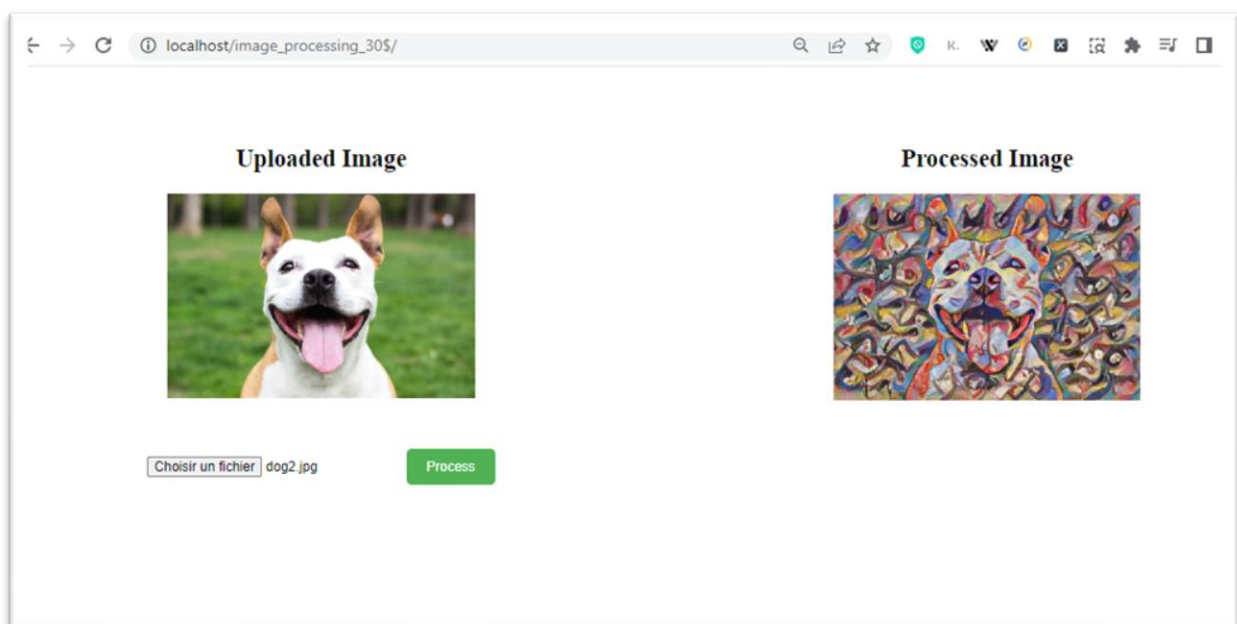 localhost/image_processing_30$/
K.
W
X
Uploaded Image
Processed Image
Choisir un fichier dog2.jpg
Process